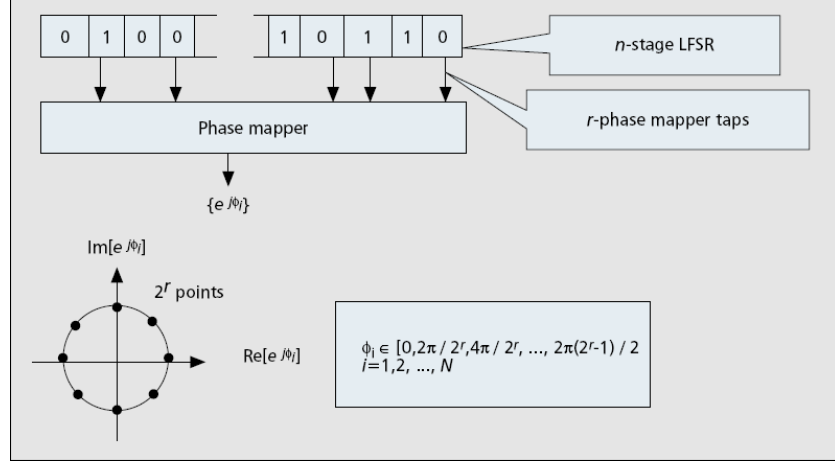 0 1 0 0 1 0 1 1 0
n-stage LFSR
r-phase mapper taps
Phase mapper
{e jϕi}
Im[e jϕi]
2r points
Re[e jϕi]
ϕi ∈ [0,2π / 2r,4π / 2r, ..., 2π(2r-1) / 2
i=1,2, ..., N